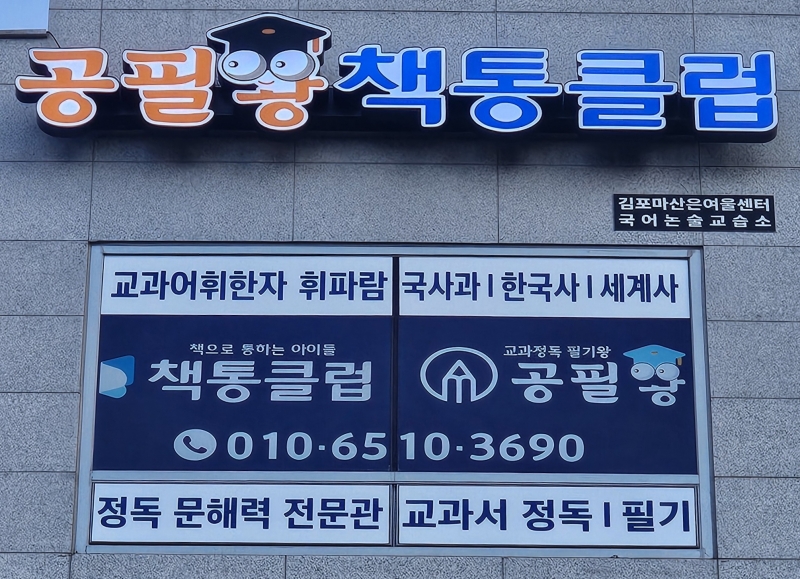 공필왕 책통클럽
김포마산은여울센터
국어논술교습소
교과어휘한자 휘파람
국사과 | 한국사 | 세계사
책으로 통하는 아이들
책통클럽
교과정독 필기왕
공필왕
010·6510·3690
정독 문해력 전문관
교과서 정독 | 필기